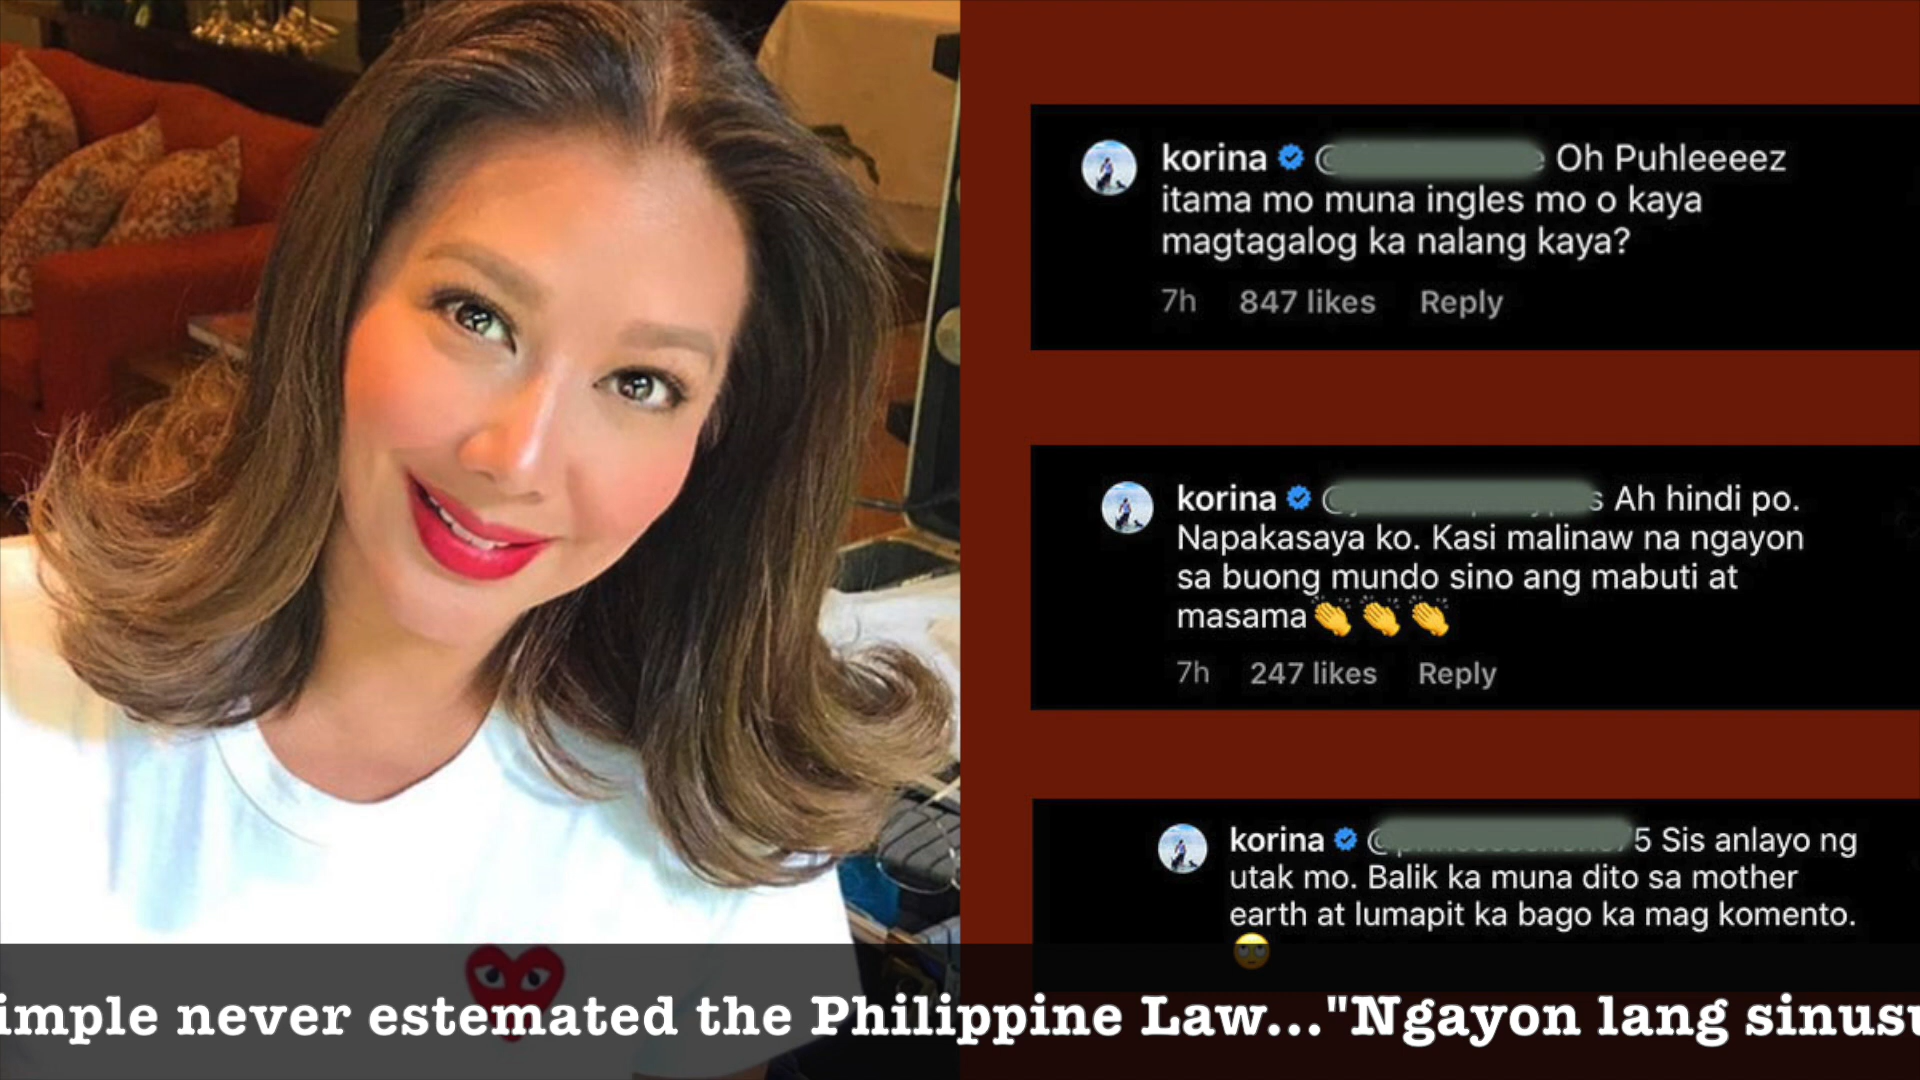 korina @ Oh Puhleeeez
itama mo muna ingles mo o kaya
magtagalog ka nalang kaya?
7h 847 likes Reply
korina @ Ah hindi po.
Napakasaya ko. Kasi malinaw na ngayon
sa buong mundo sino ang mabuti at
masama👏👏👏
7h 247 likes Reply
korina @ 5 Sis anlayo ng
utak mo. Balik ka muna dito sa mother
earth at lumapit ka bago ka mag komento.
🙄
imple never estemated the Philippine Law..."Ngayon lang sinusu